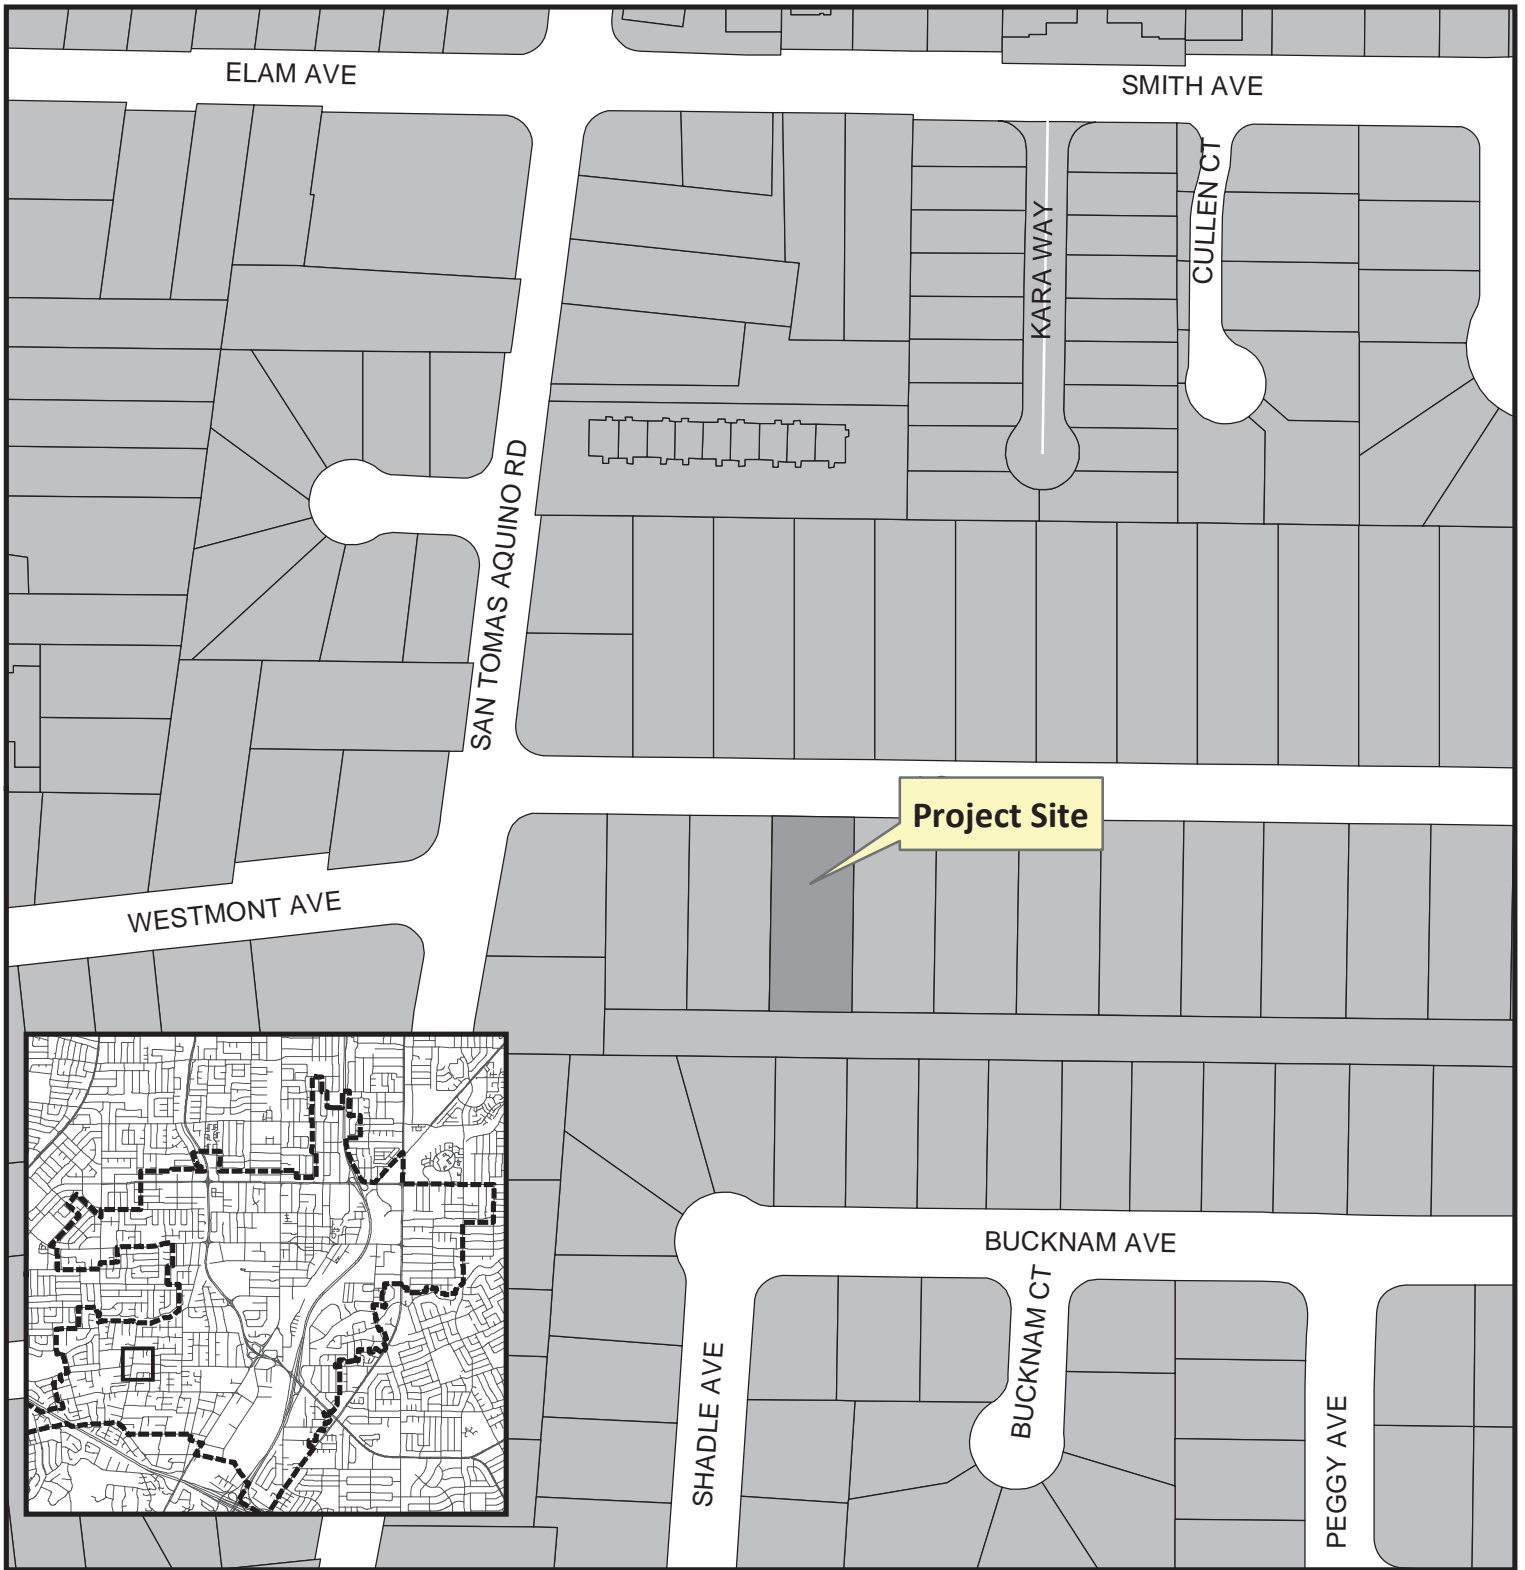 ELAM AVE
SMITH AVE
CULLEN CT
KARA WAY
SAN TOMAS AQUINO RD
Project Site
WESTMONT AVE
BUCKNAM AVE
BUCKNAM CT
SHADLE AVE
PEGGY AVE